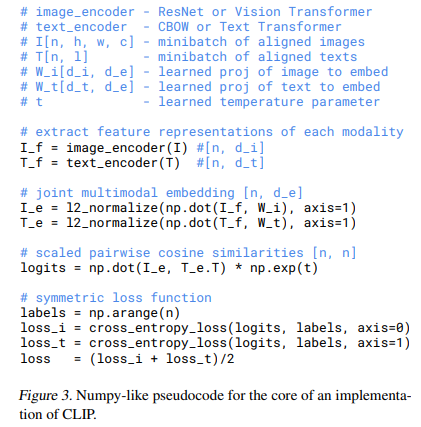 # image_encoder - ResNet or Vision Transformer
# text_encoder - CBOW or Text Transformer
# I[n, h, w, c] - minibatch of aligned images
# T[n, l] - minibatch of aligned texts
# W_i[d_i, d_e] - learned proj of image to embed
# W_t[d_t, d_e] - learned proj of text to embed
# t - learned temperature parameter
# extract feature representations of each modality
I_f = image_encoder(I) #[n, d_i]
T_f = text_encoder(T) #[n, d_t]
# joint multimodal embedding [n, d_e]
I_e = l2_normalize(np.dot(I_f, W_i), axis=1)
T_e = l2_normalize(np.dot(T_f, W_t), axis=1)
# scaled pairwise cosine similarities [n, n]
logits = np.dot(I_e, T_e.T) * np.exp(t)
# symmetric loss function
labels = np.arange(n)
loss_i = cross_entropy_loss(logits, labels, axis=0)
loss_t = cross_entropy_loss(logits, labels, axis=1)
loss = (loss_i + loss_t)/2
Figure 3. Numpy-like pseudocode for the core of an implementa-
tion of CLIP.